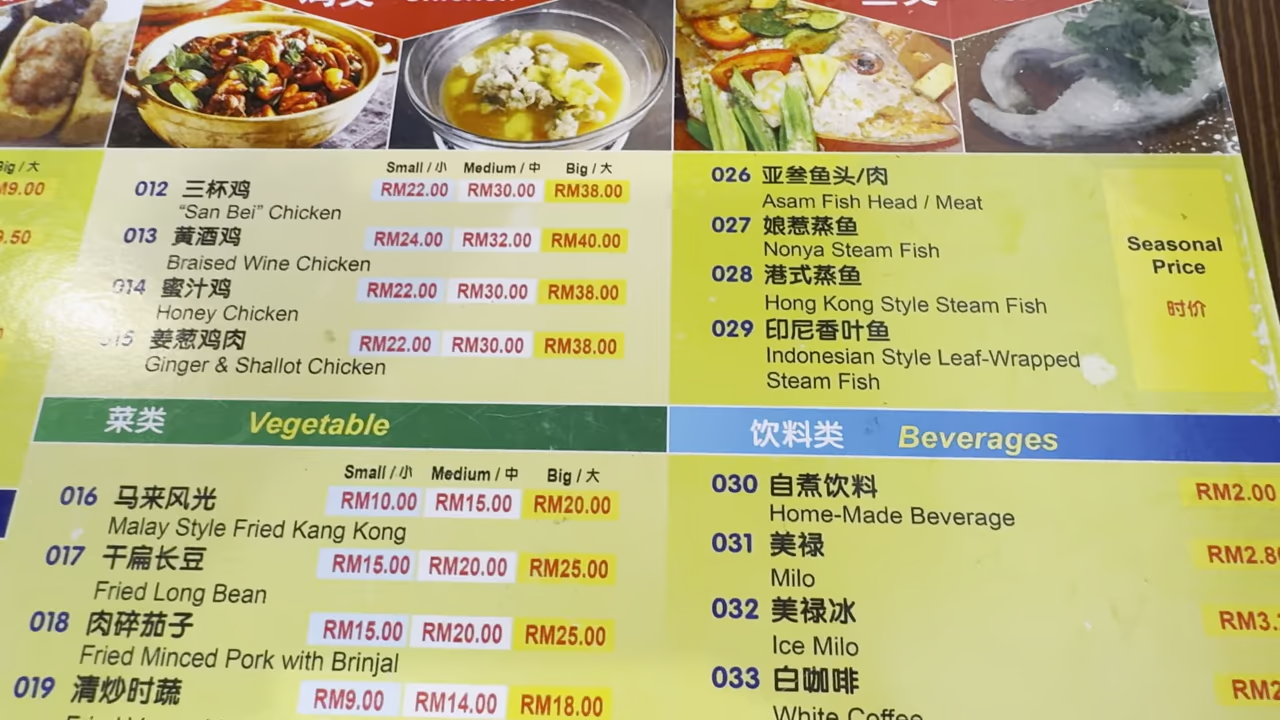 Big / 大
Small / 小 Medium / 中 Big / 大
012 三杯鸡 RM22.00 RM30.00 RM38.00
“San Bei” Chicken
013 黄酒鸡 RM24.00 RM32.00 RM40.00
Braised Wine Chicken
014 蜜汁鸡 RM22.00 RM30.00 RM38.00
Honey Chicken
015 姜葱鸡肉 RM22.00 RM30.00 RM38.00
Ginger & Shallot Chicken
026 亚叁鱼头/肉
Asam Fish Head / Meat
027 娘惹蒸鱼
Nonya Steam Fish
028 港式蒸鱼
Hong Kong Style Steam Fish
029 印尼香叶鱼
Indonesian Style Leaf-Wrapped
Steam Fish
Seasonal
Price
时价
菜类 Vegetable
Small / 小 Medium / 中 Big / 大
016 马来风光 RM10.00 RM15.00 RM20.00
Malay Style Fried Kang Kong
017 干扁长豆 RM15.00 RM20.00 RM25.00
Fried Long Bean
018 肉碎茄子 RM15.00 RM20.00 RM25.00
Fried Minced Pork with Brinjal
019 清炒时蔬 RM9.00 RM14.00 RM18.00
饮料类 Beverages
030 自煮饮料 RM2.00
Home-Made Beverage
031 美禄 RM2.8
Milo
032 美禄冰 RM3.
Ice Milo
033 白咖啡 RM2
White Coffee